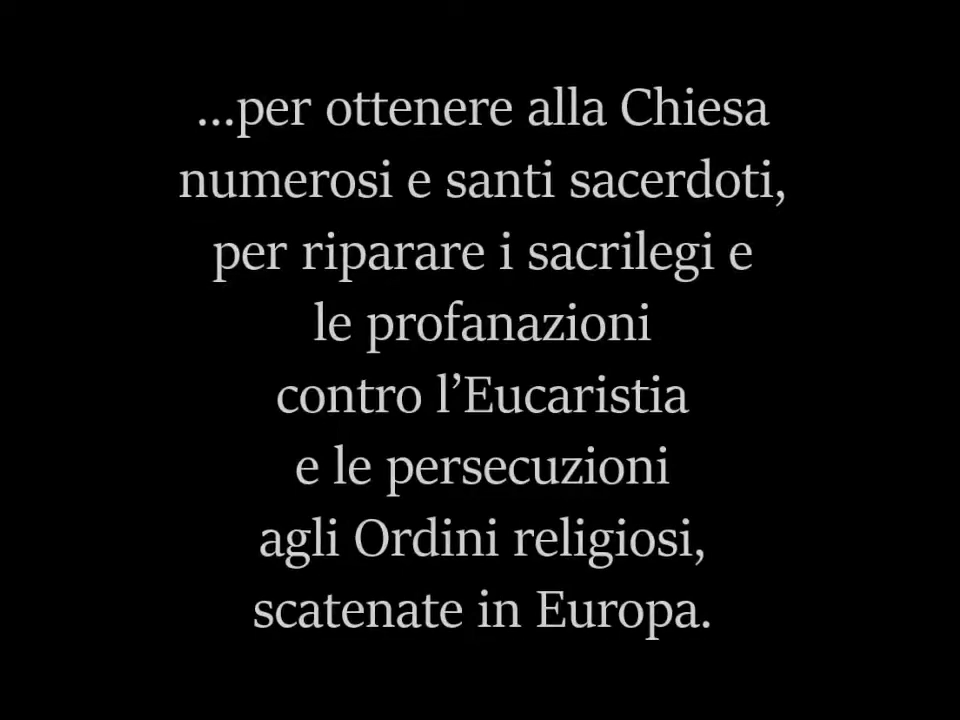 ...per ottenere alla Chiesa
numerosi e santi sacerdoti,
per riparare i sacrilegi e
le profanazioni
contro l’Eucaristia
e le persecuzioni
agli Ordini religiosi,
scatenate in Europa.